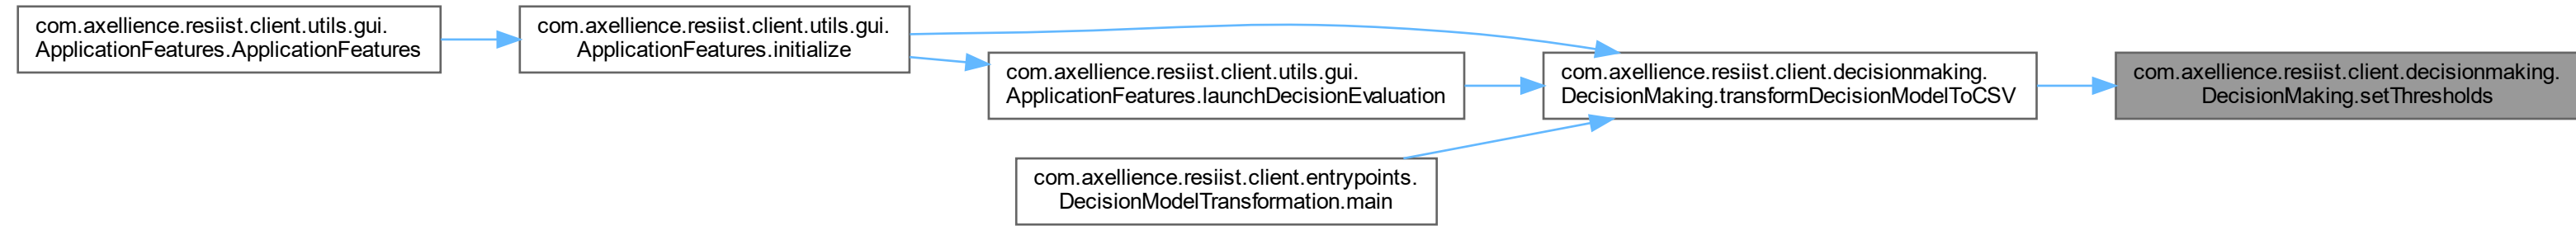 com.axellience.resiist.client.utils.gui.
ApplicationFeatures.ApplicationFeatures
com.axellience.resiist.client.utils.gui.
ApplicationFeatures.initialize
com.axellience.resiist.client.utils.gui.
ApplicationFeatures.launchDecisionEvaluation
com.axellience.resiist.client.entrypoints.
DecisionModelTransformation.main
com.axellience.resiist.client.decisionmaking.
DecisionMaking.transformDecisionModelToCSV
com.axellience.resiist.client.decisionmaking.
DecisionMaking.setThresholds